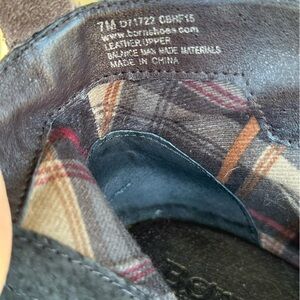 7M D71722 CBHF15
www.bornshoes.com
LEATHER UPPER
BALANCE MAN MADE MATERIALS
MADE IN CHINA